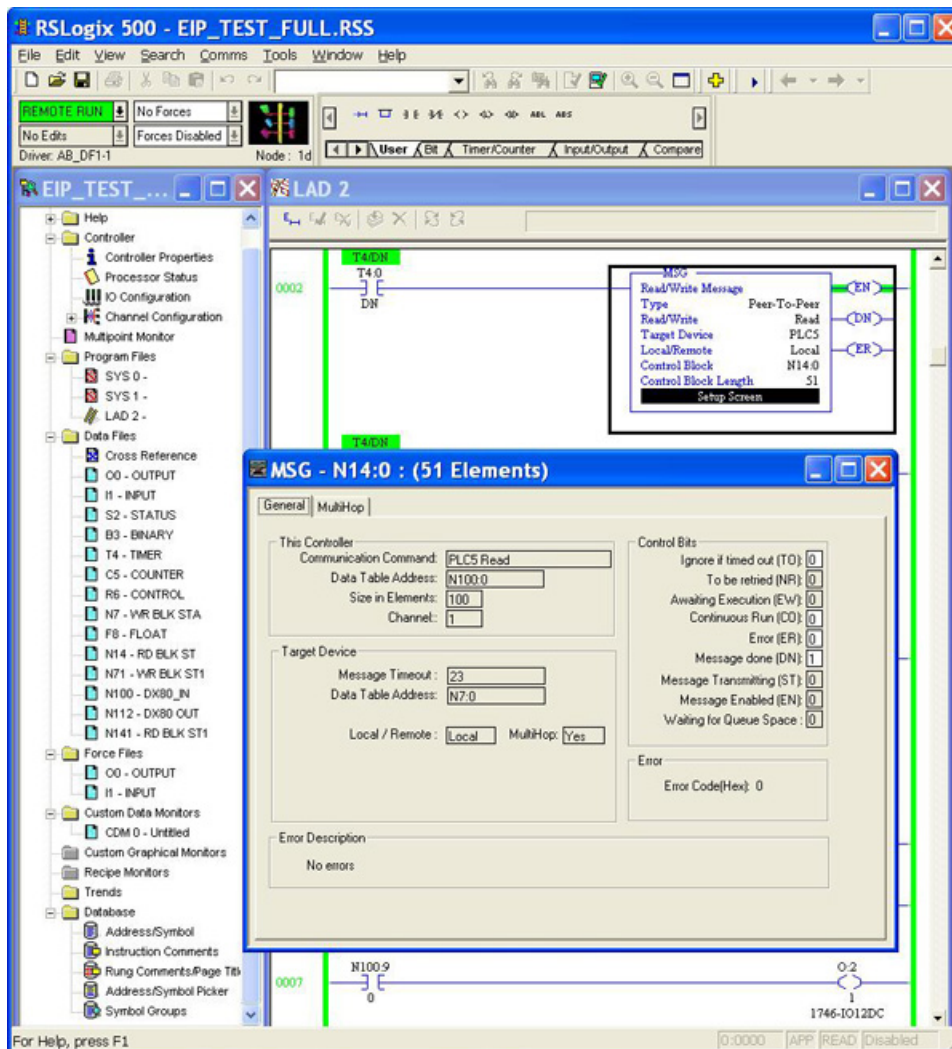 RSLogix 500 - EIP_TEST_FULL.RSS
File Edit View Search Comms Tools Window Help
REMOTE RUN No Forces
No Edits Forces Disabled
Driver: AB_DF1-1 Node : 1d
ABL ABS
User Bit Timer/Counter Input/Output Compare
EIP_TEST_...
Help
Controller
Controller Properties
Processor Status
IO Configuration
Channel Configuration
Multipoint Monitor
Program Files
SYS 0 -
SYS 1 -
LAD 2 -
Data Files
Cross Reference
O0 - OUTPUT
I1 - INPUT
S2 - STATUS
B3 - BINARY
T4 - TIMER
C5 - COUNTER
R6 - CONTROL
N7 - WR BLK STA
F8 - FLOAT
N14 - RD BLK ST
N71 - WR BLK ST1
N100 - DX80_IN
N112 - DX80 OUT
N141 - RD BLK ST1
Force Files
O0 - OUTPUT
I1 - INPUT
Custom Data Monitors
CDM 0 - Untitled
Custom Graphical Monitors
Recipe Monitors
Trends
Database
Address/Symbol
Instruction Comments
Rung Comments/Page Titl
Address/Symbol Picker
Symbol Groups
LAD 2
T4/DN
T4:0
0002
DN
MSG
Read/Write Message
Type Peer-To-Peer
Read/Write Read
Target Device PLC5
Local/Remote Local
Control Block N14:0
Control Block Length 51
Setup Screen
EN
DN
ER
T4/DN
MSG - N14:0 : (51 Elements)
General MultiHop
This Controller
Communication Command: PLC5 Read
Data Table Address: N100:0
Size in Elements: 100
Channel: 1
Target Device
Message Timeout : 23
Data Table Address: N7:0
Local / Remote : Local MultiHop: Yes
Control Bits
Ignore if timed out (TO): 0
To be retried (NR): 0
Awaiting Execution (EW): 0
Continuous Run (CO): 0
Error (ER): 0
Message done (DN): 1
Message Transmitting (ST): 0
Message Enabled (EN): 0
Waiting for Queue Space : 0
Error
Error Code(Hex): 0
Error Description
No errors
N100:9
0007
0
O:2
1
1746-IO12DC
For Help, press F1
0:0000 APP READ Disabled